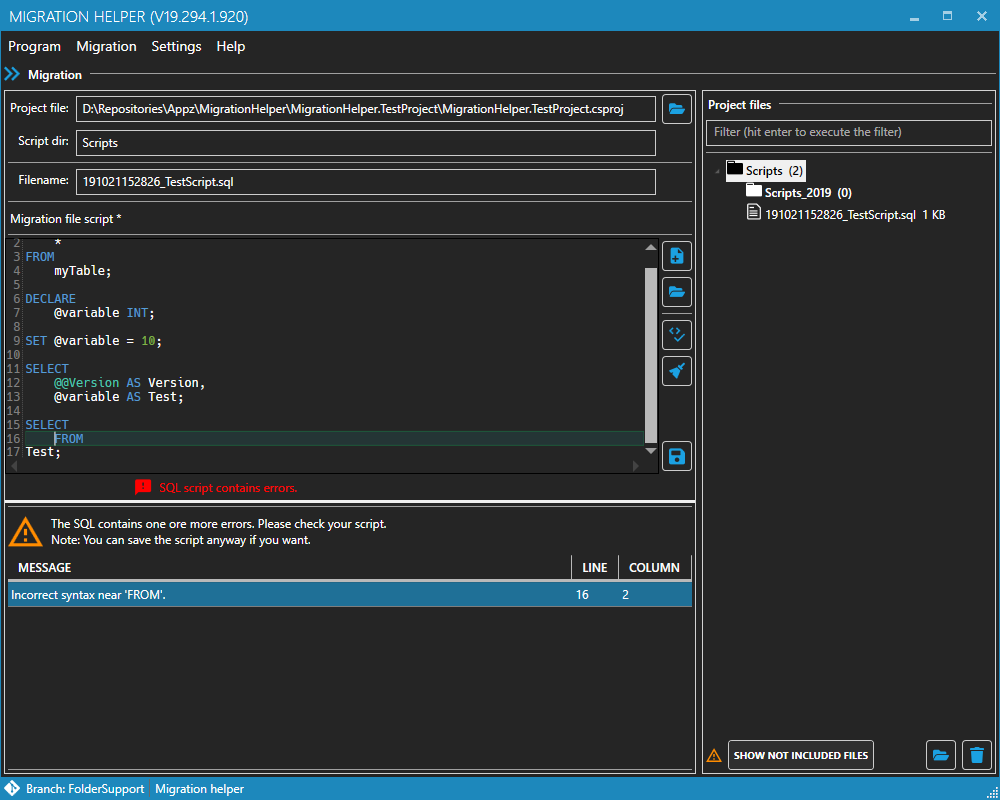 MIGRATION HELPER (V19.294.1.920)
Program Migration Settings Help
Migration
Project file: D:\Repositories\Appz\MigrationHelper\MigrationHelper.TestProject\MigrationHelper.TestProject.csproj
Script dir: Scripts
Filename: 191021152826_TestScript.sql
Migration file script *
2 *
3 FROM
4 myTable;
5
6 DECLARE
7 @variable INT;
8
9 SET @variable = 10;
10
11 SELECT
12 @@Version AS Version,
13 @variable AS Test;
14
15 SELECT
16 FROM
17 Test;
SQL script contains errors.
The SQL contains one ore more errors. Please check your script.
Note: You can save the script anyway if you want.
MESSAGE LINE COLUMN
Incorrect syntax near 'FROM'. 16 2
Project files
Filter (hit enter to execute the filter)
Scripts (2)
Scripts_2019 (0)
191021152826_TestScript.sql 1 KB
SHOW NOT INCLUDED FILES
Branch: FolderSupport Migration helper